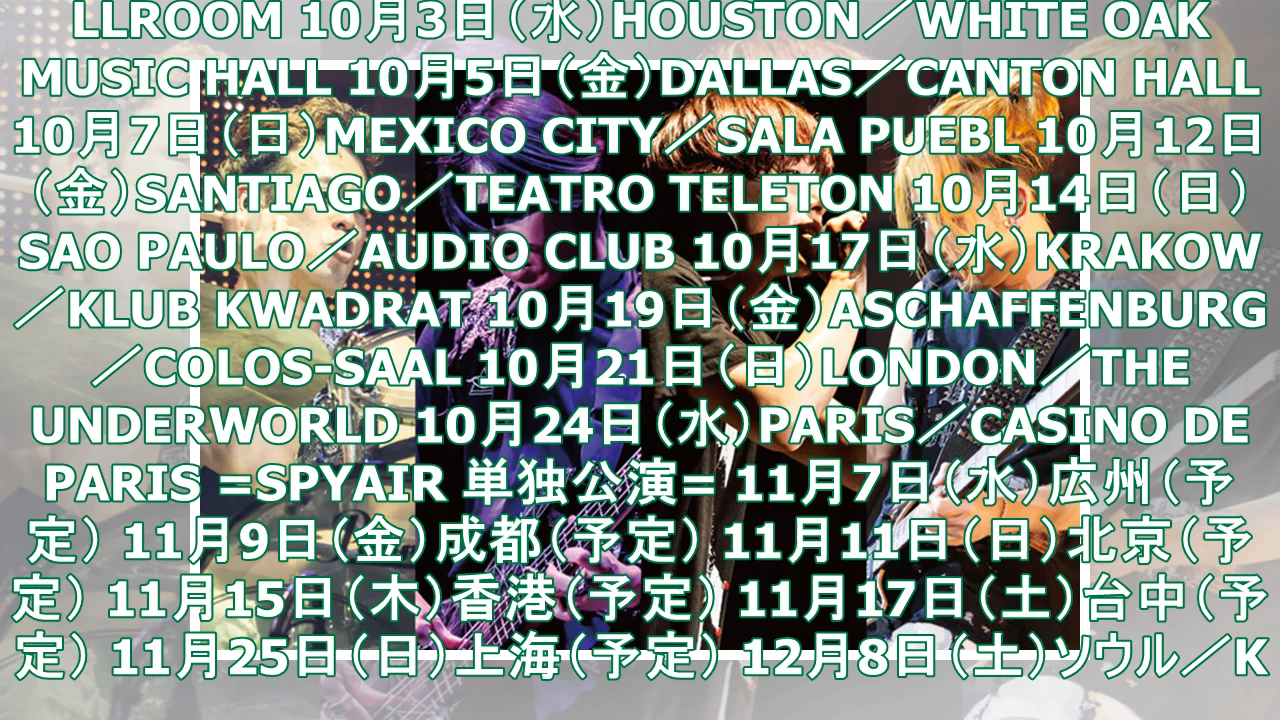 LLROOM 10月3日（水）HOUSTON／WHITE OAK
MUSIC HALL 10月5日（金）DALLAS／CANTON HALL
10月7日（日）MEXICO CITY／SALA PUEBL 10月12日
（金）SANTIAGO／TEATRO TELETON 10月14日（日）
SAO PAULO／AUDIO CLUB 10月17日（水）KRAKOW
／KLUB KWADRAT 10月19日（金）ASCHAFFENBURG
／COLOS-SAAL 10月21日（日）LONDON／THE
UNDERWORLD 10月24日（水）PARIS／CASINO DE
PARIS =SPYAIR 単独公演= 11月7日（水）広州（予
定） 11月9日（金）成都（予定） 11月11日（日）北京（予
定） 11月15日（木）香港（予定） 11月17日（土）台中（予
定） 11月25日（日）上海（予定） 12月8日（土）ソウル／K